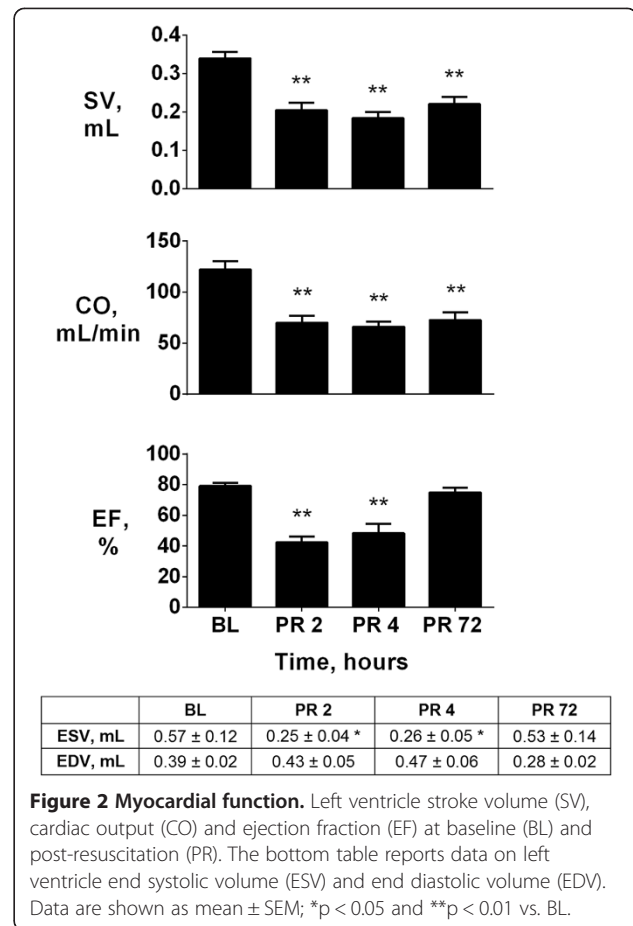 SV, mL
0.4
0.3
0.2
0.1
0.0
** ** **
CO, mL/min
150
100
50
0
** ** **
EF, %
100
80
60
40
20
0
** **
BL PR 2 PR 4 PR 72
Time, hours
BL PR 2 PR 4 PR 72
ESV, mL 0.57 ± 0.12 0.25 ± 0.04 * 0.26 ± 0.05 * 0.53 ± 0.14
EDV, mL 0.39 ± 0.02 0.43 ± 0.05 0.47 ± 0.06 0.28 ± 0.02
Figure 2 Myocardial function. Left ventricle stroke volume (SV),
cardiac output (CO) and ejection fraction (EF) at baseline (BL) and
post-resuscitation (PR). The bottom table reports data on left
ventricle end systolic volume (ESV) and end diastolic volume (EDV).
Data are shown as mean ± SEM; *p < 0.05 and **p < 0.01 vs. BL.